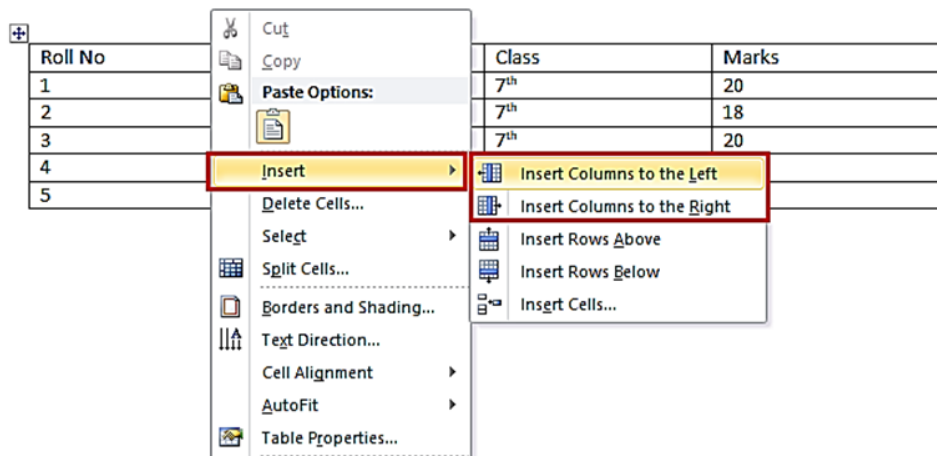 Roll No Class Marks
1 7th 20
2 7th 18
3 7th 20
4
5
Cut
Copy
Paste Options:
Insert
Delete Cells...
Select
Split Cells...
Borders and Shading...
Text Direction...
Cell Alignment
AutoFit
Table Properties...
Insert Columns to the Left
Insert Columns to the Right
Insert Rows Above
Insert Rows Below
Insert Cells...